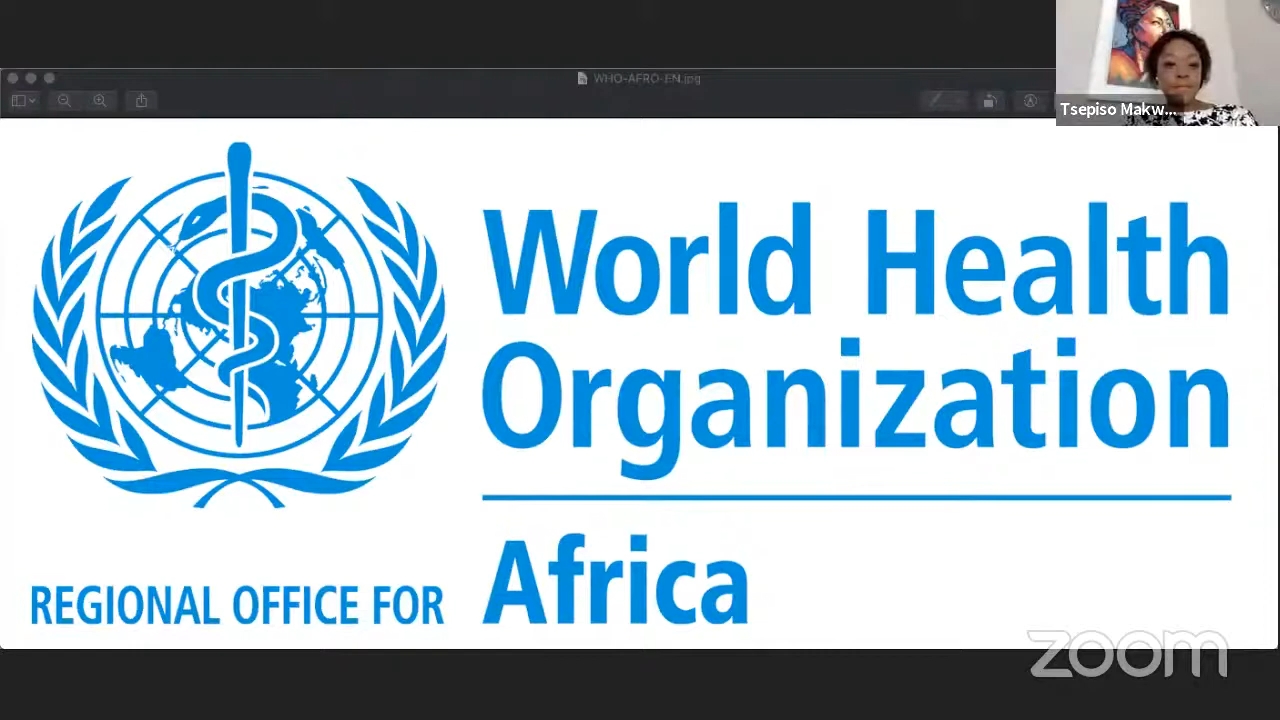 WHO-AFRO-EN.jpg
Tsepiso Makw...
World Health
Organization
REGIONAL OFFICE FOR Africa
zoom